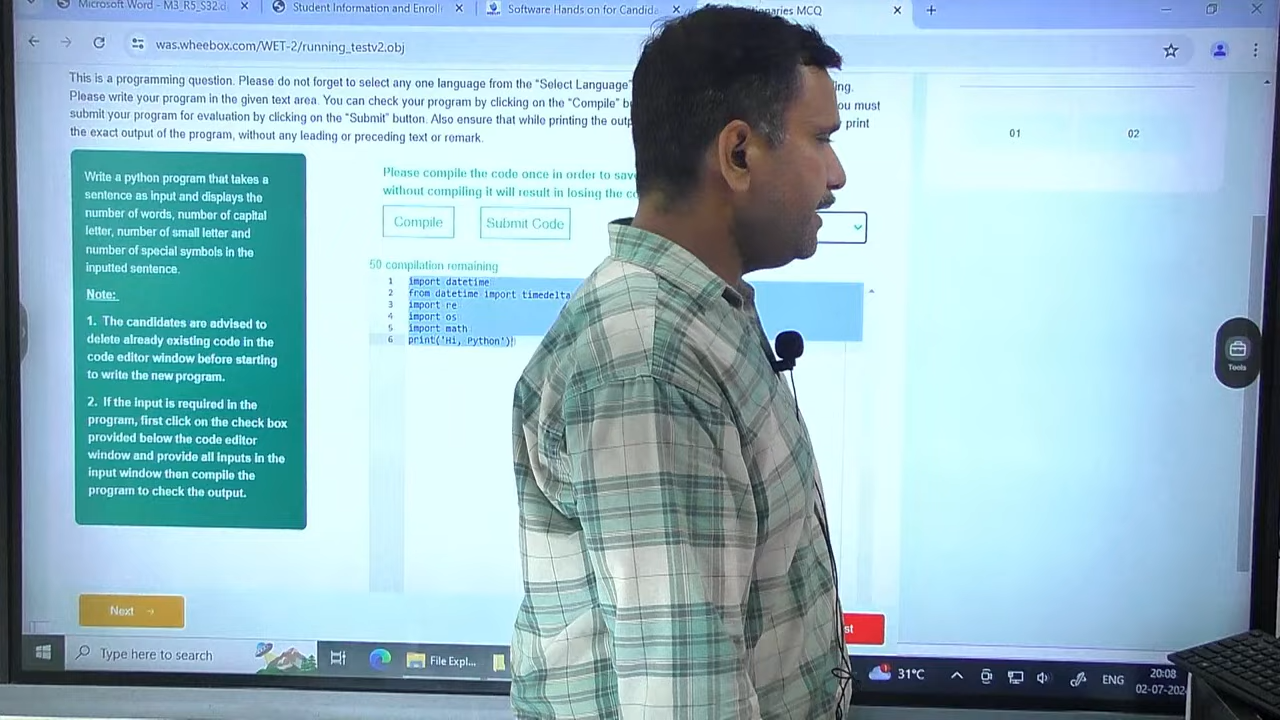 Microsoft Word - M3_R5_S32.d
Student Information and Enroll
Software Hands on for Candida
naries MCQ
was.wheebox.com/WET-2/running_testv2.obj
This is a programming question. Please do not forget to select any one language from the “Select Language” ing.
Please write your program in the given text area. You can check your program by clicking on the “Compile” ou must
submit your program for evaluation by clicking on the “Submit” button. Also ensure that while printing the print
the exact output of the program, without any leading or preceding text or remark.
01 02
Write a python program that takes a
sentence as input and displays the
number of words, number of capital
letter, number of small letter and
number of special symbols in the
inputted sentence.
Note:
1. The candidates are advised to
delete already existing code in the
code editor window before starting
to write the new program.
2. If the input is required in the
program, first click on the check box
provided below the code editor
window and provide all inputs in the
input window then compile the
program to check the output.
Please compile the code once in order to
without compiling it will result in losing the
Compile Submit Code
50 compilation remaining
1 import datetime
2 from datetime import timedelta
3 import re
4 import os
5 import math
6 print('Hi, Python')
Tools
Next →
st
Type here to search
File Expl...
31°C
ENG
20:08
02-07-202